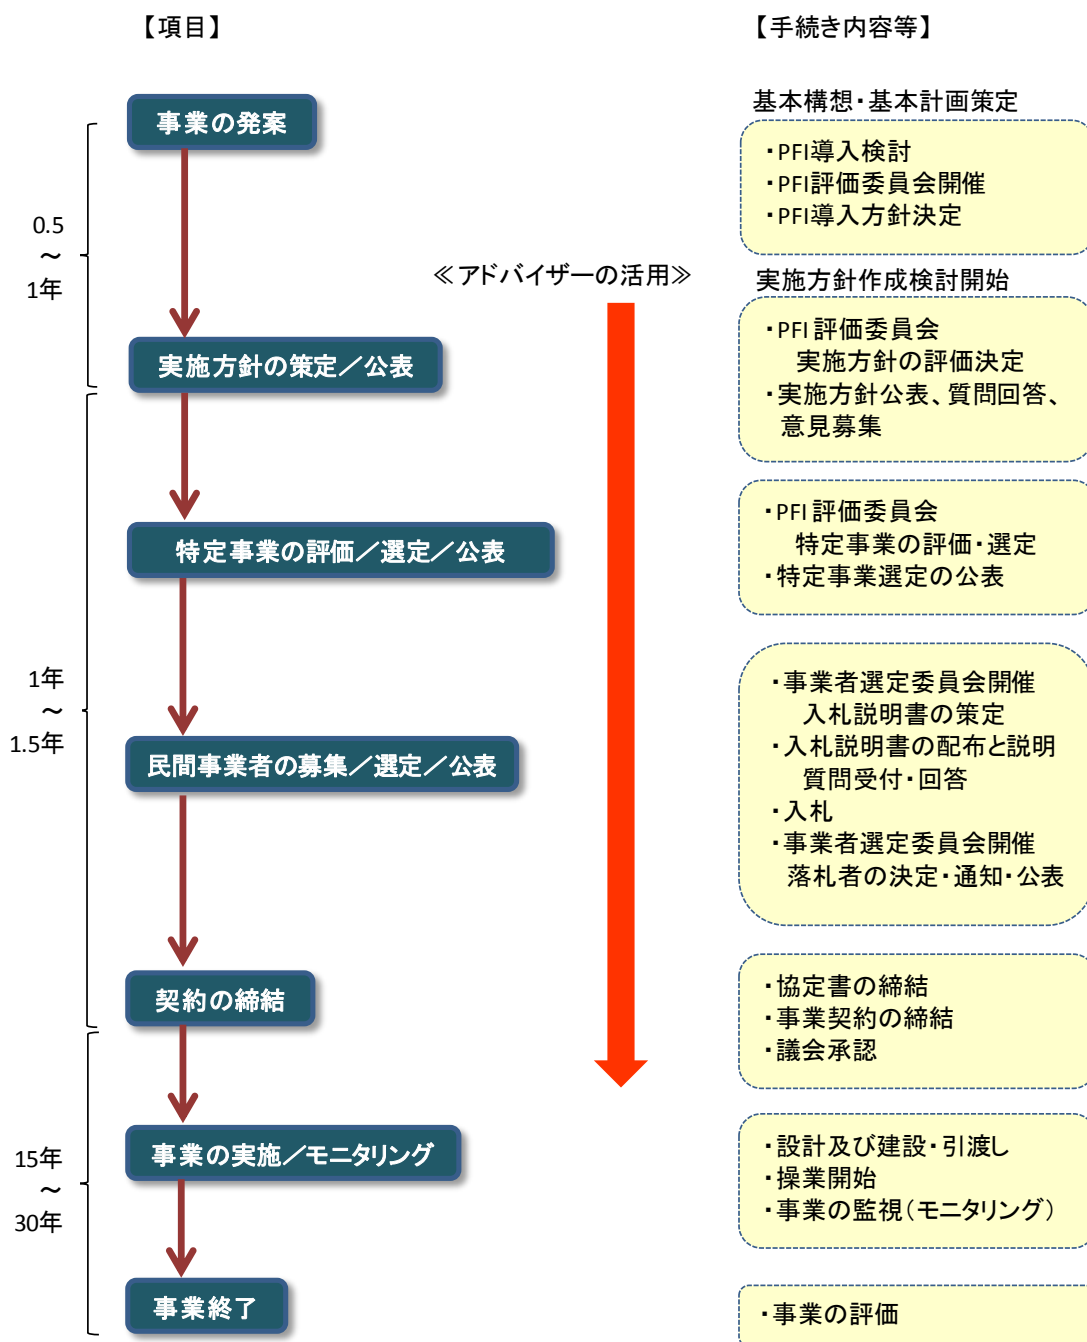 【項目】
【手続き内容等】
事業の発案
基本構想・基本計画策定
・PFI導入検討
・PFI評価委員会開催
・PFI導入方針決定
0.5
～
1年
≪アドバイザーの活用≫
実施方針作成検討開始
実施方針の策定／公表
・PFI評価委員会
実施方針の評価決定
・実施方針公表、質問回答、
意見募集
特定事業の評価／選定／公表
・PFI評価委員会
特定事業の評価・選定
・特定事業選定の公表
1年
～
1.5年
民間事業者の募集／選定／公表
・事業者選定委員会開催
入札説明書の策定
・入札説明書の配布と説明
質問受付・回答
・入札
・事業者選定委員会開催
落札者の決定・通知・公表
契約の締結
・協定書の締結
・事業契約の締結
・議会承認
15年
～
30年
事業の実施／モニタリング
・設計及び建設・引渡し
・操業開始
・事業の監視（モニタリング）
事業終了
・事業の評価